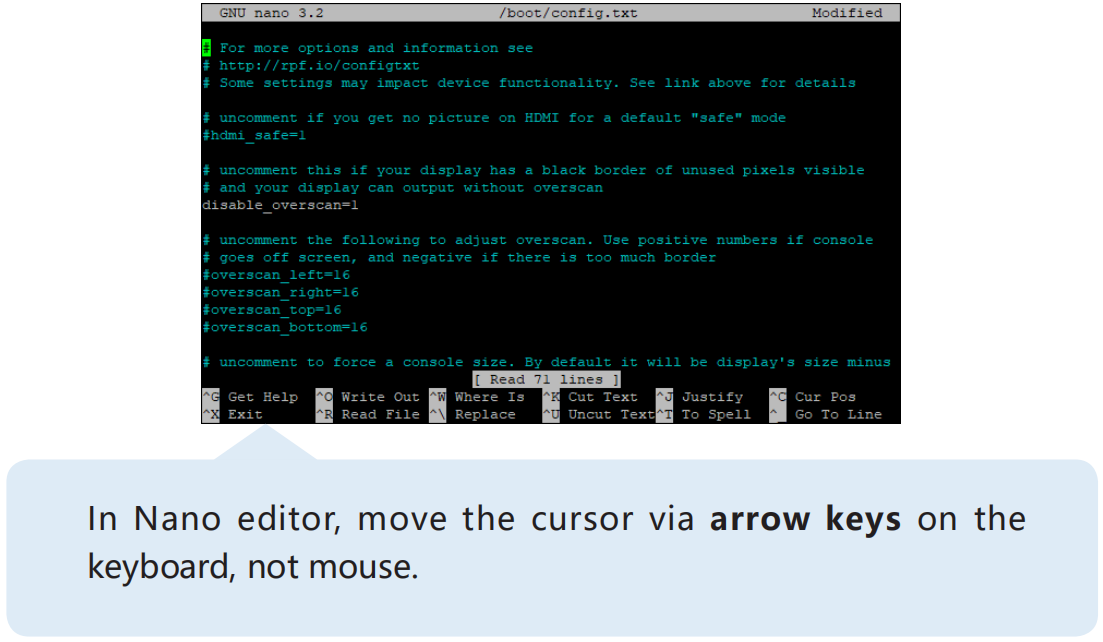 GNU nano 3.2 /boot/config.txt Modified
# For more options and information see
# http://rpf.io/configtxt
# Some settings may impact device functionality. See link above for details
# uncomment if you get no picture on HDMI for a default "safe" mode
#hdmi_safe=1
# uncomment this if your display has a black border of unused pixels visible
# and your display can output without overscan
disable_overscan=1
# uncomment the following to adjust overscan. Use positive numbers if console
# goes off screen, and negative if there is too much border
#overscan_left=16
#overscan_right=16
#overscan_top=16
#overscan_bottom=16
# uncomment to force a console size. By default it will be display's size minus
[ Read 71 lines ]
^G Get Help ^O Write Out ^W Where Is ^K Cut Text ^J Justify ^C Cur Pos
^X Exit ^R Read File ^\ Replace ^U Uncut Text ^T To Spell ^_ Go To Line
In Nano editor, move the cursor via arrow keys on the
keyboard, not mouse.